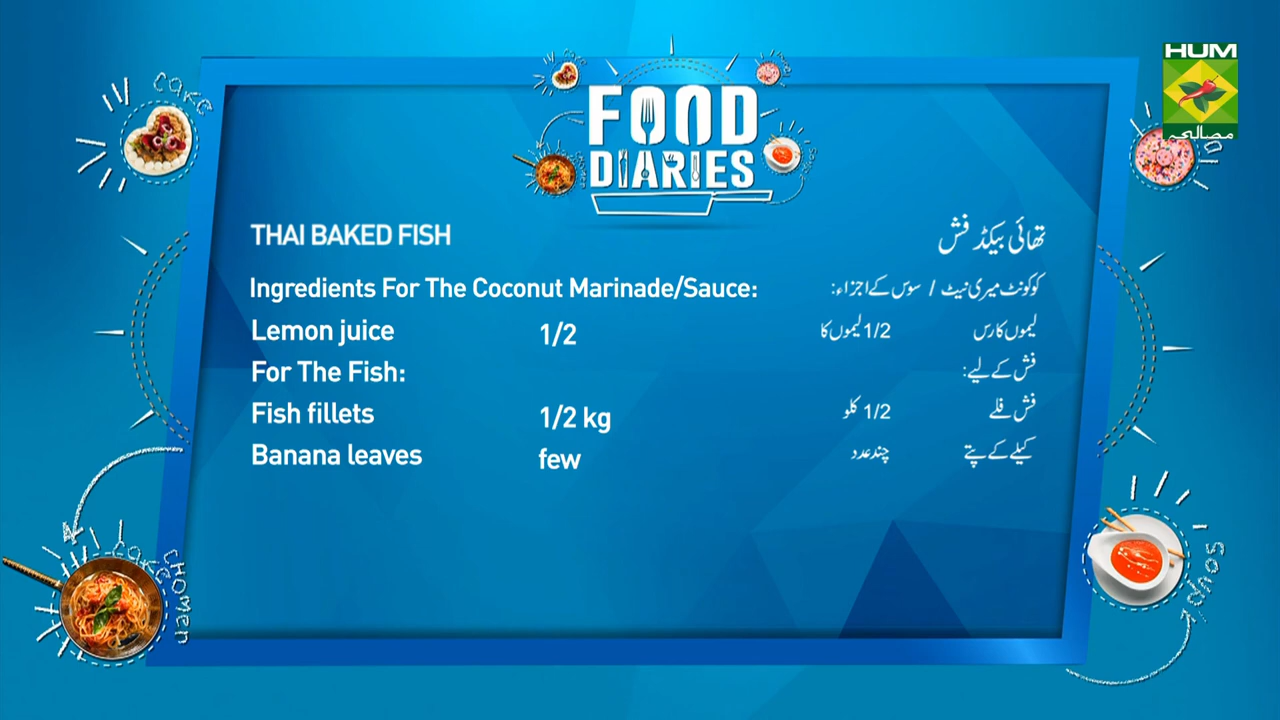 HUM
مصالحہ
CAKE
FOOD
DIARIES
THAI BAKED FISH تھائی بیکڈ فش
Ingredients For The Coconut Marinade/Sauce: کوکونٹ میری نیٹ / سوس کے اجزاء:
Lemon juice 1/2 1/2 لیموں کا لیموں کا رس
For The Fish: فش کے لیے:
Fish fillets 1/2 kg 1/2 کلو فش فلے
Banana leaves few چند عدد کیلے کے پتے
CAKE
CHOMEN